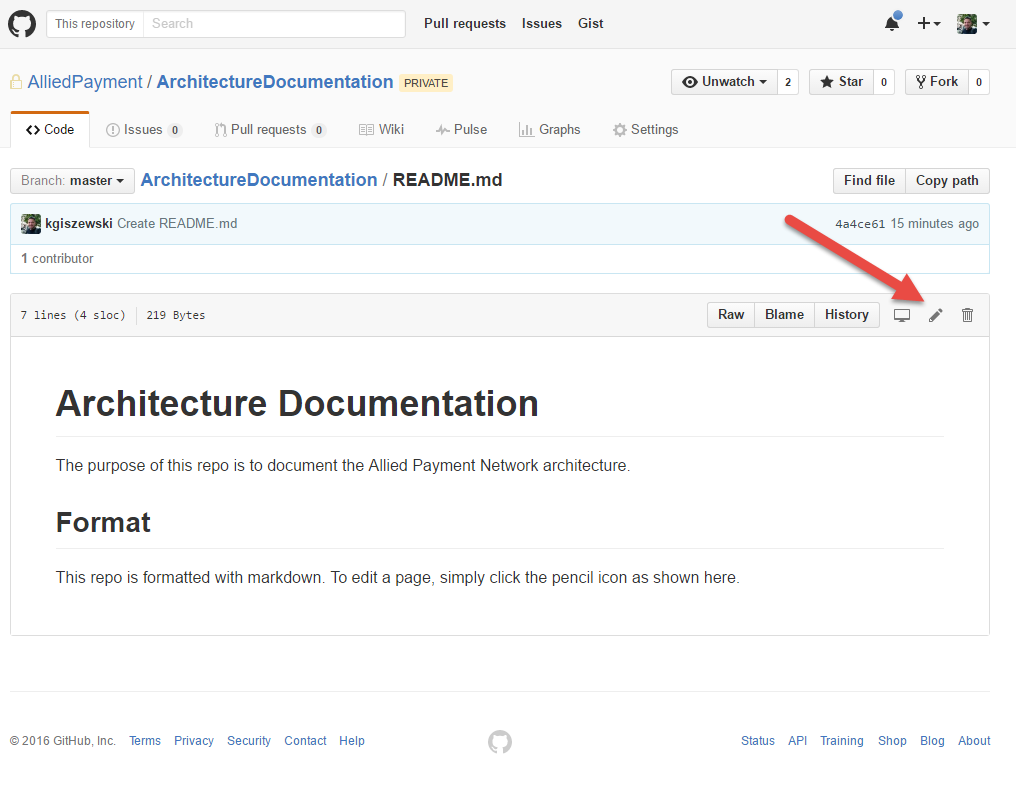 This repository Search Pull requests Issues Gist
AlliedPayment / ArchitectureDocumentation PRIVATE Unwatch 2 Star 0 Fork 0
Code Issues 0 Pull requests 0 Wiki Pulse Graphs Settings
Branch: master ArchitectureDocumentation / README.md Find file Copy path
kgiszewski Create README.md 4a4ce61 15 minutes ago
1 contributor
7 lines (4 sloc) 219 Bytes Raw Blame History
Architecture Documentation
The purpose of this repo is to document the Allied Payment Network architecture.
Format
This repo is formatted with markdown. To edit a page, simply click the pencil icon as shown here.
© 2016 GitHub, Inc. Terms Privacy Security Contact Help Status API Training Shop Blog About